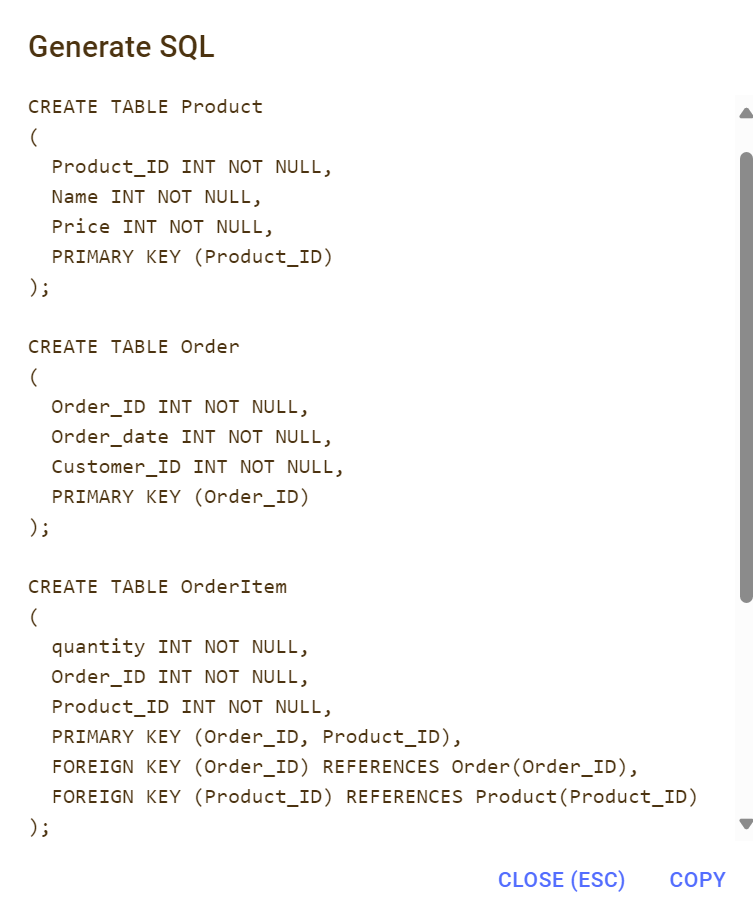 Generate SQL
CREATE TABLE Product
(
  Product_ID INT NOT NULL,
  Name INT NOT NULL,
  Price INT NOT NULL,
  PRIMARY KEY (Product_ID)
);
CREATE TABLE Order
(
  Order_ID INT NOT NULL,
  Order_date INT NOT NULL,
  Customer_ID INT NOT NULL,
  PRIMARY KEY (Order_ID)
);
CREATE TABLE OrderItem
(
  quantity INT NOT NULL,
  Order_ID INT NOT NULL,
  Product_ID INT NOT NULL,
  PRIMARY KEY (Order_ID, Product_ID),
  FOREIGN KEY (Order_ID) REFERENCES Order(Order_ID),
  FOREIGN KEY (Product_ID) REFERENCES Product(Product_ID)
);
CLOSE (ESC) COPY